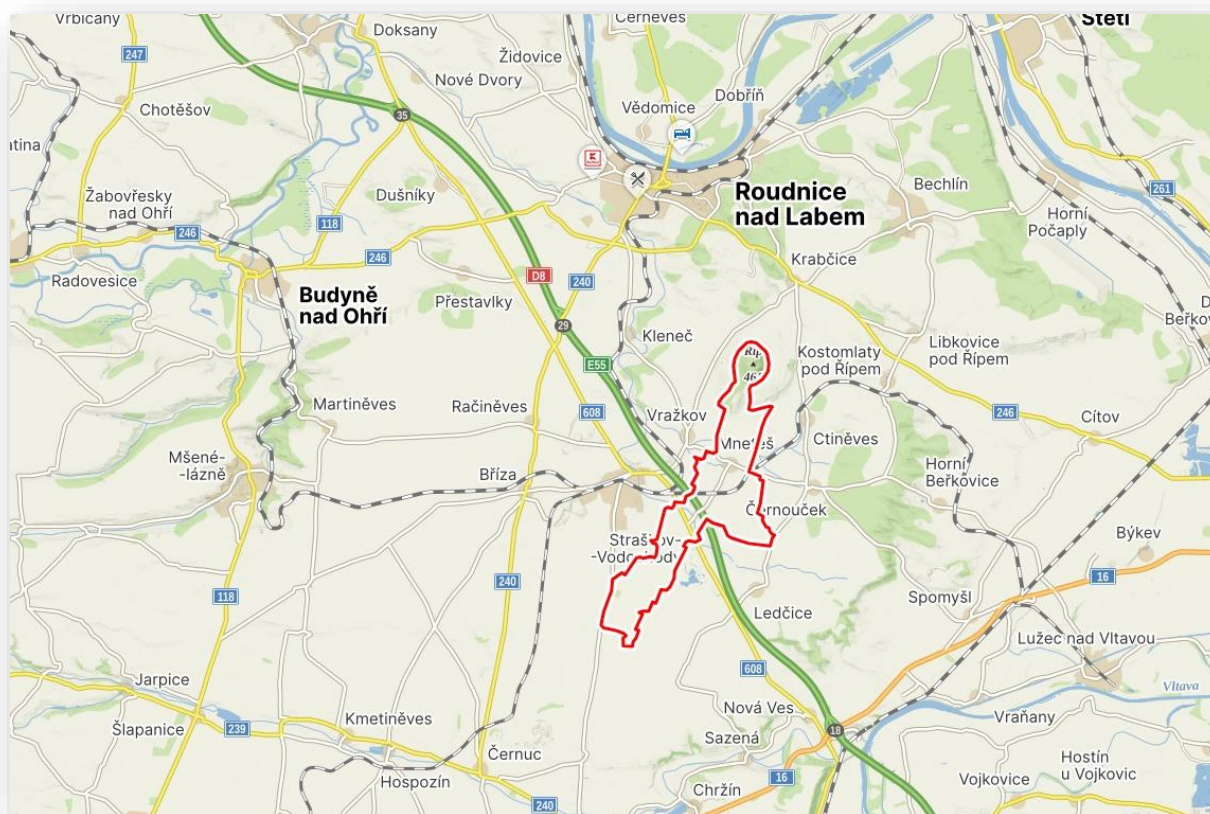 Vrbičany
Doksany
Černěves
Štětí
247
Židovice
Nové Dvory
Chotěšov
35
Vědomice
Dobříň
Dušníky
Roudnice
nad Labem
Bechlín
261
Žabovřesky
nad Ohří
118
Horní
Počaply
246
246
Radovesice
D8
240
Krabčice
Budyně
nad Ohří
Přestavlky
29
Kleneč
E55
Říp
Kostomlaty
pod Řípem
Libkovice
pod Řípem
Martiněves
Račiněves
608
Vražkov
246
Cítov
Mnetěš
Ctiněves
Mšené-
-lázně
Bříza
Horní
Beřkovice
Černouček
Straškov-
-Vodochody
Býkev
118
240
16
Spomyšl
Ledčice
Lužec nad Vltavou
608
Jarpice
Vltava
Nová Ves
Vraňany
Šlapanice
239
Kmetiněves
18
Sazená
Černuc
Hospozín
16
Vojkovice
Hostín
u Vojkovic
Chržín
240